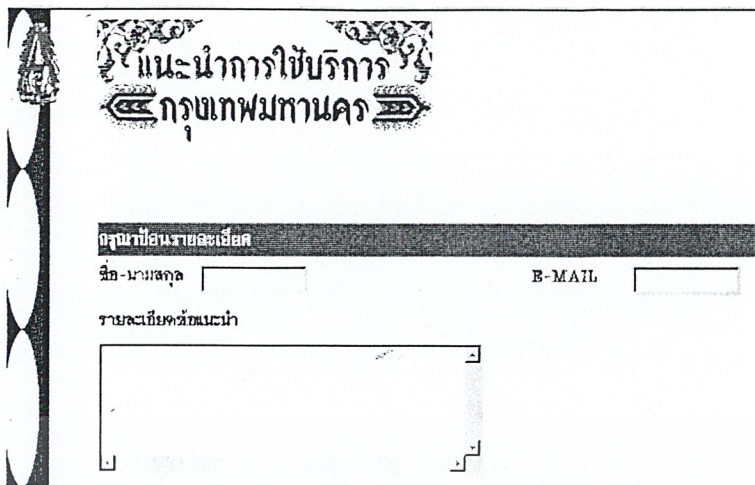 แนะนำการใช้บริการ
กรุงเทพมหานคร
กรุณาป้อนรายละเอียด
ชื่อ-นามสกุล E-MAIL
รายละเอียดข้อแนะนำ